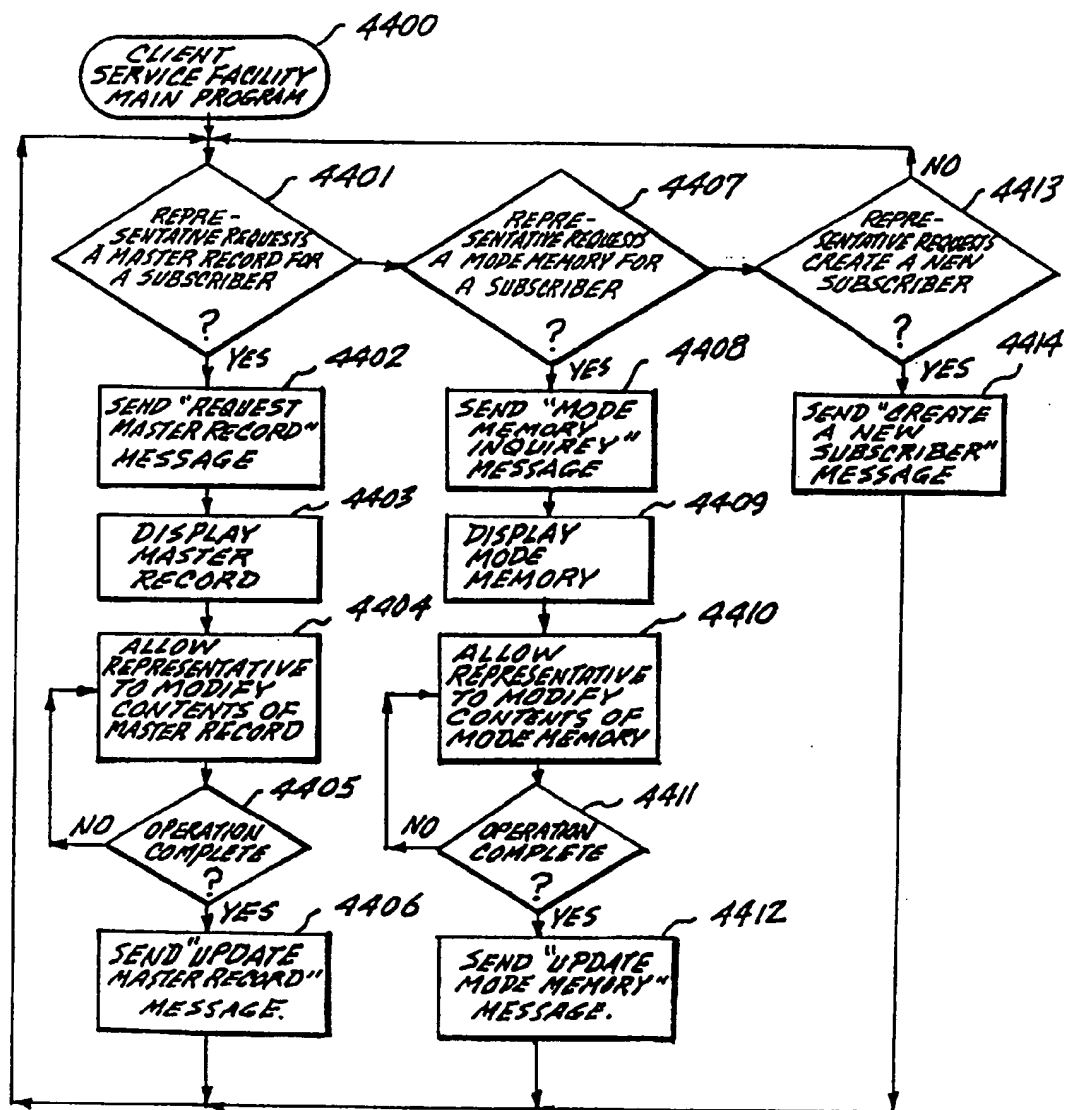 4400
CLIENT
SERVICE FACILITY
MAIN PROGRAM
4401
REPRE-
SENTATIVE REQUESTS
A MASTER RECORD FOR
A SUBSCRIBER
?
YES
4402
SEND "REQUEST
MASTER RECORD"
MESSAGE
4403
DISPLAY
MASTER
RECORD
4404
ALLOW
REPRESENTATIVE
TO MODIFY
CONTENTS OF
MASTER RECORD
4405
NO
OPERATION
COMPLETE
?
YES
4406
SEND "UPDATE
MASTER RECORD"
MESSAGE.
4407
REPRE-
SENTATIVE REQUESTS
A MODE MEMORY FOR
A SUBSCRIBER
?
YES
4408
SEND "MODE
MEMORY
INQUIREY"
MESSAGE
4409
DISPLAY
MODE
MEMORY
4410
ALLOW
REPRESENTATIVE
TO MODIFY
CONTENTS OF
MODE MEMORY
4411
NO
OPERATION
COMPLETE
?
YES
4412
SEND "UPDATE
MODE MEMORY"
MESSAGE.
NO
4413
REPRE-
SENTATIVE REQUESTS
CREATE A NEW
SUBSCRIBER
?
YES
4414
SEND "CREATE
A NEW
SUBSCRIBER"
MESSAGE